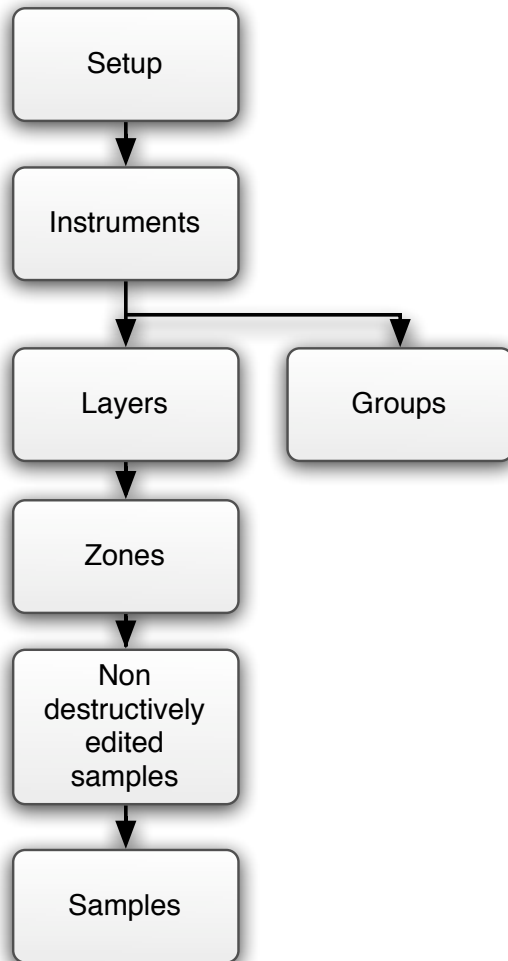 Setup
Instruments
Layers
Groups
Zones
Non
destructively
edited
samples
Samples